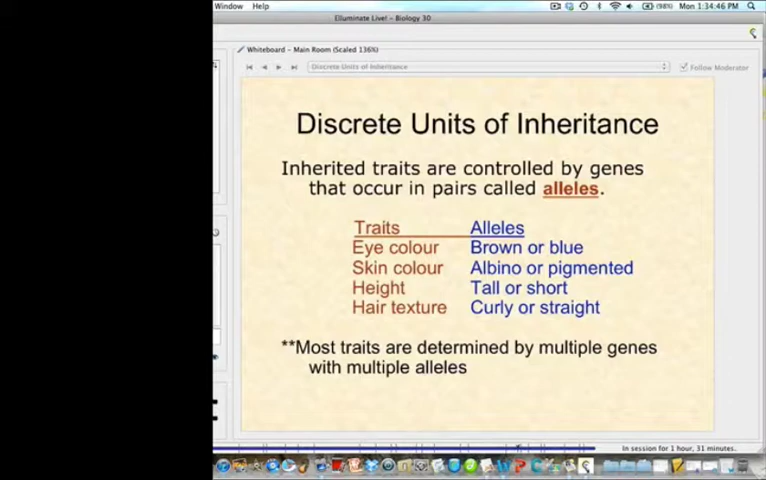 Window Help Mon 1:34:46 PM
Elluminate Live! - Biology 30
Whiteboard - Main Room (Scaled 136%)
Discrete Units of Inheritance
Follow Moderator
Discrete Units of Inheritance
Inherited traits are controlled by genes
that occur in pairs called alleles.
Traits Alleles
Eye colour Brown or blue
Skin colour Albino or pigmented
Height Tall or short
Hair texture Curly or straight
**Most traits are determined by multiple genes
with multiple alleles
In session for 1 hour, 31 minutes.